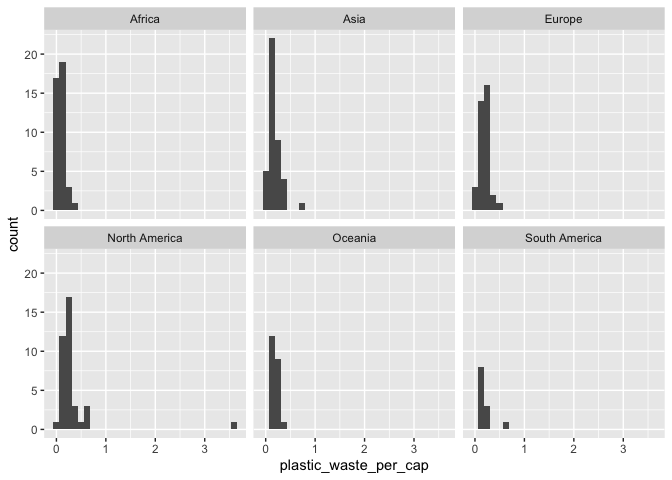 Africa Asia Europe
20
15
10
5
0
North America Oceania South America
20
15
10
5
0
0 1 2 3 0 1 2 3 0 1 2 3
plastic_waste_per_cap
count